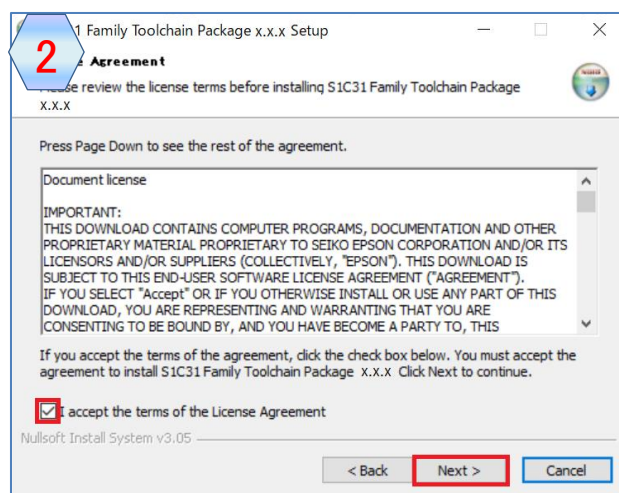 1 Family Toolchain Package x.x.x Setup
2
Agreement
review the license terms before installing S1C31 Family Toolchain Package
x.x.x
Press Page Down to see the rest of the agreement.
Document license
IMPORTANT:
THIS DOWNLOAD CONTAINS COMPUTER PROGRAMS, DOCUMENTATION AND OTHER
PROPRIETARY MATERIAL PROPRIETARY TO SEIKO EPSON CORPORATION AND/OR ITS
LICENSORS AND/OR SUPPLIERS (COLLECTIVELY, "EPSON"). THIS DOWNLOAD IS
SUBJECT TO THIS END-USER SOFTWARE LICENSE AGREEMENT ("AGREEMENT").
IF YOU SELECT "Accept" OR IF YOU OTHERWISE INSTALL OR USE ANY PART OF THIS
DOWNLOAD, YOU ARE REPRESENTING AND WARRANTING THAT YOU ARE
CONSENTING TO BE BOUND BY, AND YOU HAVE BECOME A PARTY TO, THIS
If you accept the terms of the agreement, click the check box below. You must accept the
agreement to install S1C31 Family Toolchain Package x.x.x Click Next to continue.
I accept the terms of the License Agreement
Nullsoft Install System v3.05
< Back
Next >
Cancel